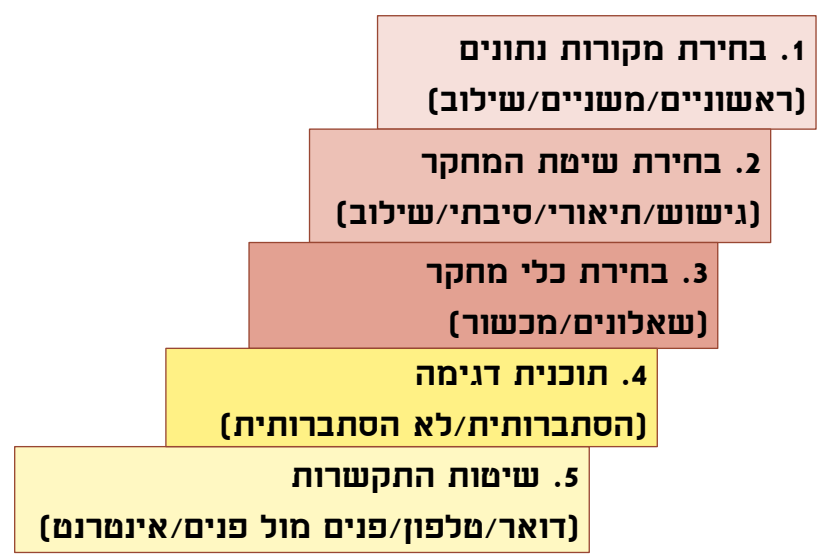 1. בחירת מקורות נתונים
(ראשוניים/משניים/שילוב)
2. בחירת שיטת המחקר
(גישוש/תיאורי/סיבתי/שילוב)
3. בחירת כלי מחקר
(שאלונים/מכשור)
4. תוכנית דגימה
(הסתברותית/לא הסתברותית)
5. שיטות התקשרות
(דואר/טלפון/פנים מול פנים/אינטרנט)